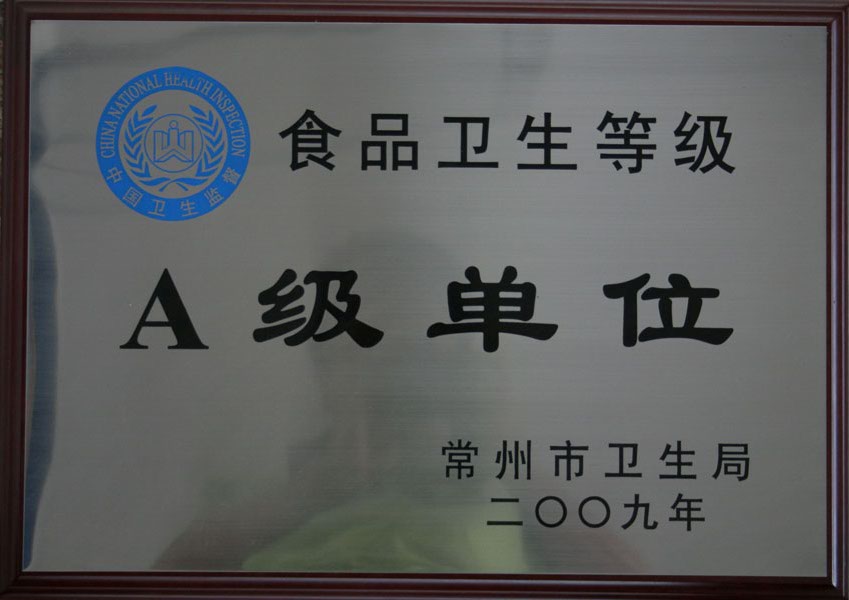 CHINA NATIONAL HEALTH INSPECTION
中国卫生监督
食品卫生等级
A级单位
常州市卫生局
二〇〇九年